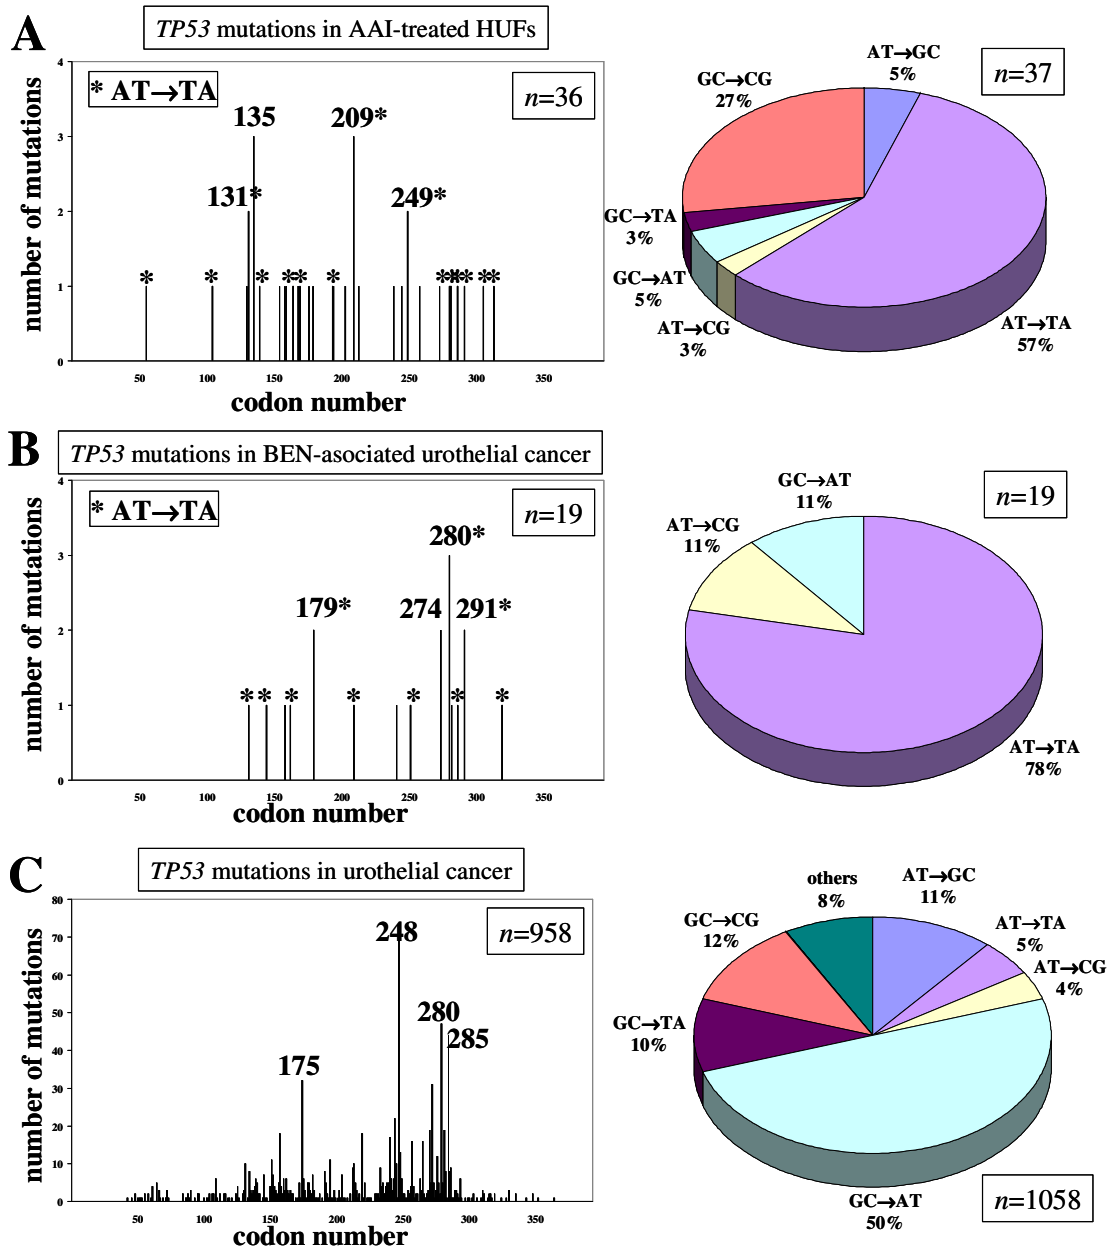 A
TP53 mutations in AAI-treated HUFs
number of mutations
4
3
2
1
0
* AT→TA
n=36
135
209*
131*
249*
* * * * * * * * * * * *
50 100 150 200 250 300 350
codon number
n=37
AT→GC
5%
GC→CG
27%
GC→TA
3%
GC→AT
5%
AT→CG
3%
AT→TA
57%
B
TP53 mutations in BEN-asociated urothelial cancer
number of mutations
4
3
2
1
0
* AT→TA
n=19
280*
179*
274
291*
* * * * * * *
50 100 150 200 250 300 350
codon number
n=19
GC→AT
11%
AT→CG
11%
AT→TA
78%
C
TP53 mutations in urothelial cancer
number of mutations
80
70
60
50
40
30
20
10
0
n=958
248
280
285
175
50 100 150 200 250 300 350
codon number
others
8%
AT→GC
11%
GC→CG
12%
AT→TA
5%
AT→CG
4%
GC→TA
10%
GC→AT
50%
n=1058